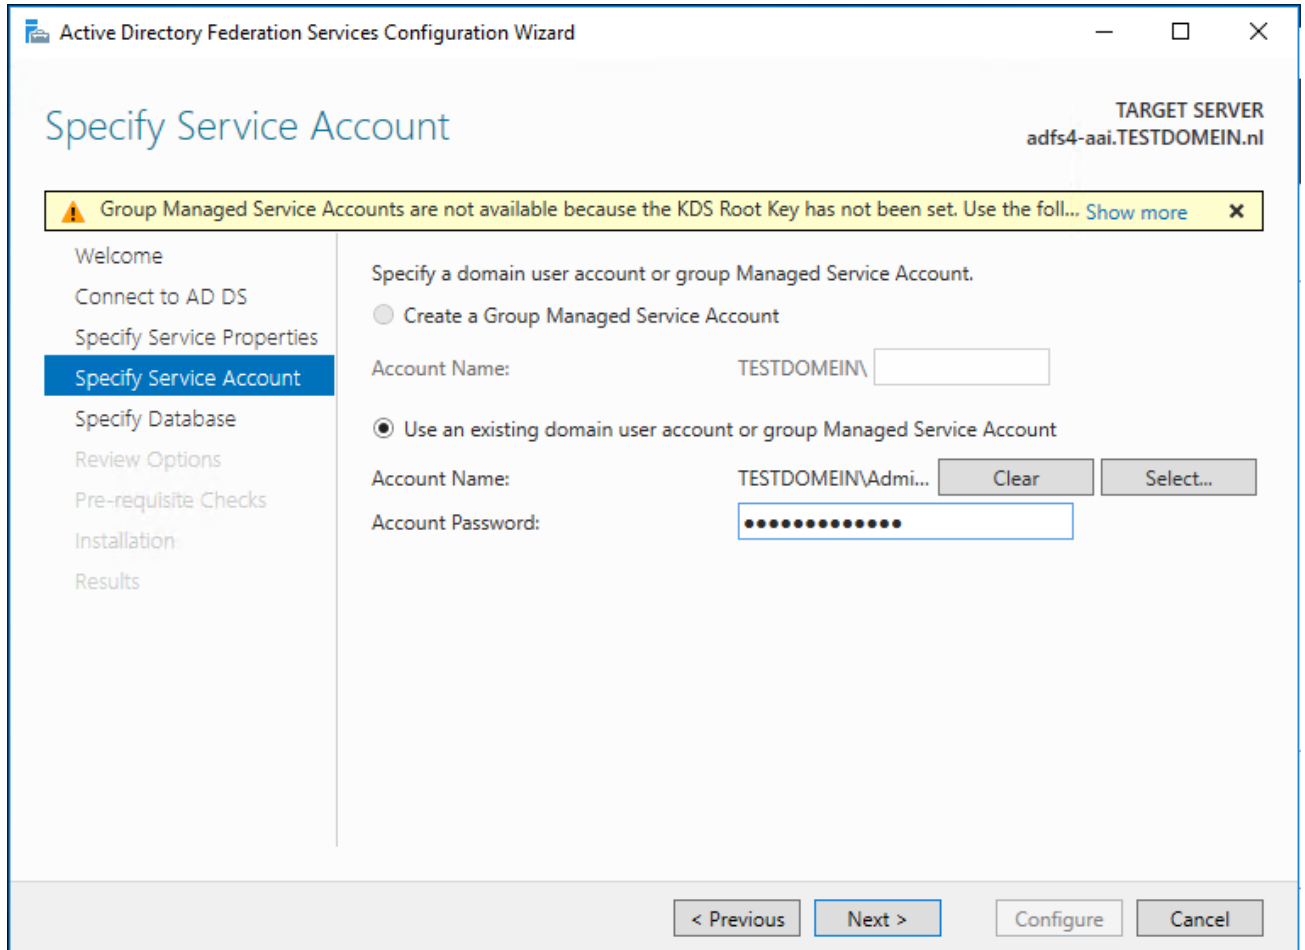 Active Directory Federation Services Configuration Wizard
Specify Service Account
TARGET SERVER
adfs4-aai.TESTDOMEIN.nl
Group Managed Service Accounts are not available because the KDS Root Key has not been set. Use the foll... Show more
Welcome
Connect to AD DS
Specify Service Properties
Specify Service Account
Specify Database
Review Options
Pre-requisite Checks
Installation
Results
Specify a domain user account or group Managed Service Account.
Create a Group Managed Service Account
Account Name: TESTDOMEIN\
Use an existing domain user account or group Managed Service Account
Account Name: TESTDOMEIN\Admi... Clear Select...
Account Password: •••••••••••••
< Previous Next > Configure Cancel